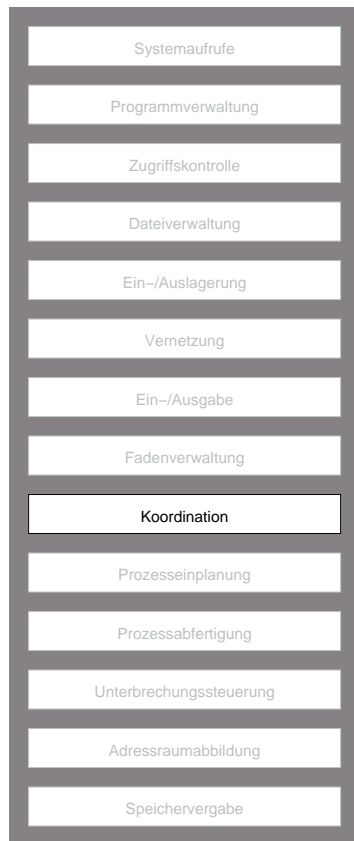 Systemaufrufe
Programmverwaltung
Zugriffskontrolle
Dateiverwaltung
Ein−/Auslagerung
Vernetzung
Ein−/Ausgabe
Fadenverwaltung
Koordination
Prozesseinplanung
Prozessabfertigung
Unterbrechungssteuerung
Adressraumabbildung
Speichervergabe